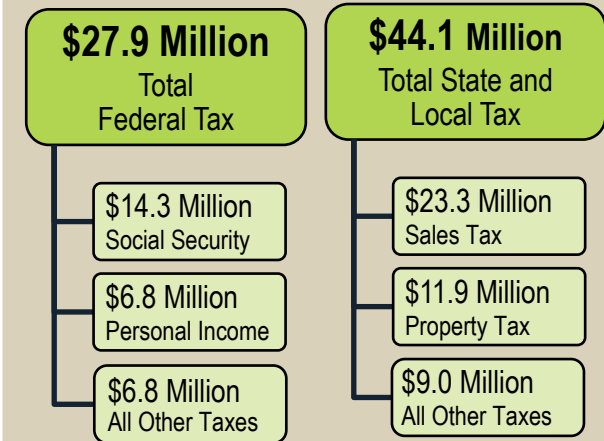 $27.9 Million
Total
Federal Tax
$14.3 Million
Social Security
$6.8 Million
Personal Income
$6.8 Million
All Other Taxes
$44.1 Million
Total State and
Local Tax
$23.3 Million
Sales Tax
$11.9 Million
Property Tax
$9.0 Million
All Other Taxes